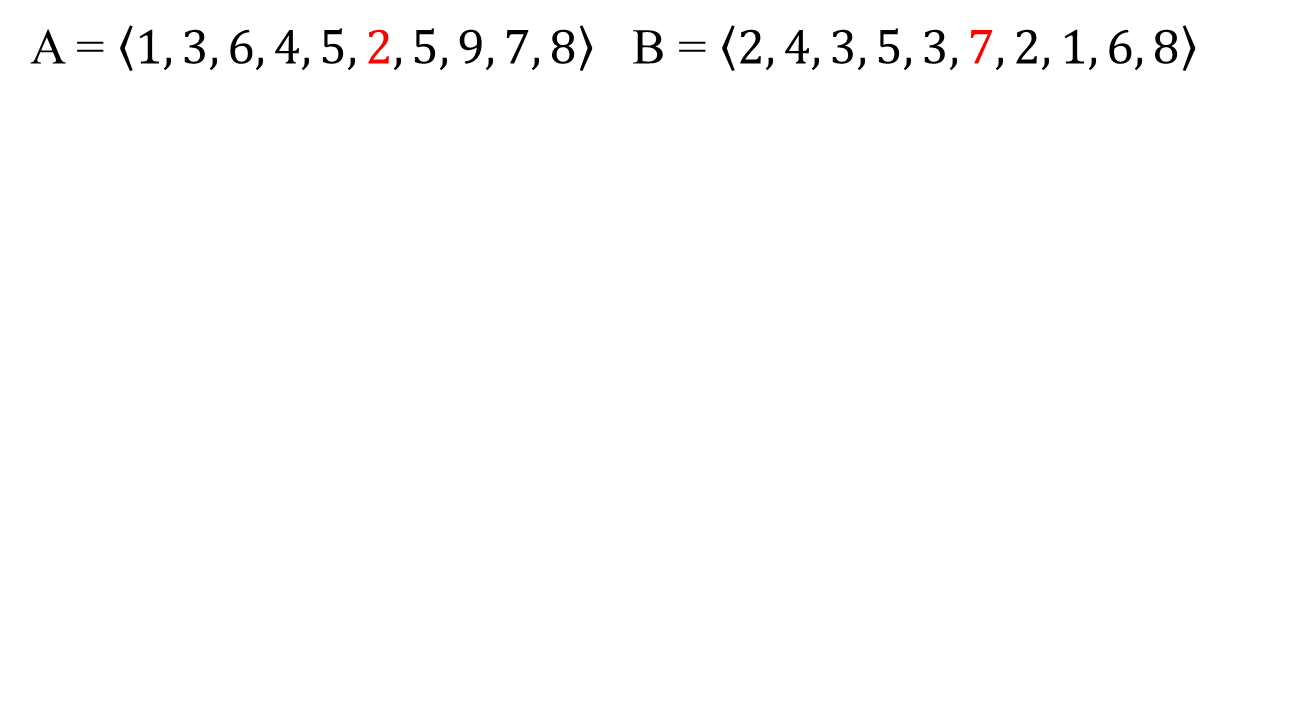 A = ⟨1, 3, 6, 4, 5, 2, 5, 9, 7, 8⟩ B = ⟨2, 4, 3, 5, 3, 7, 2, 1, 6, 8⟩